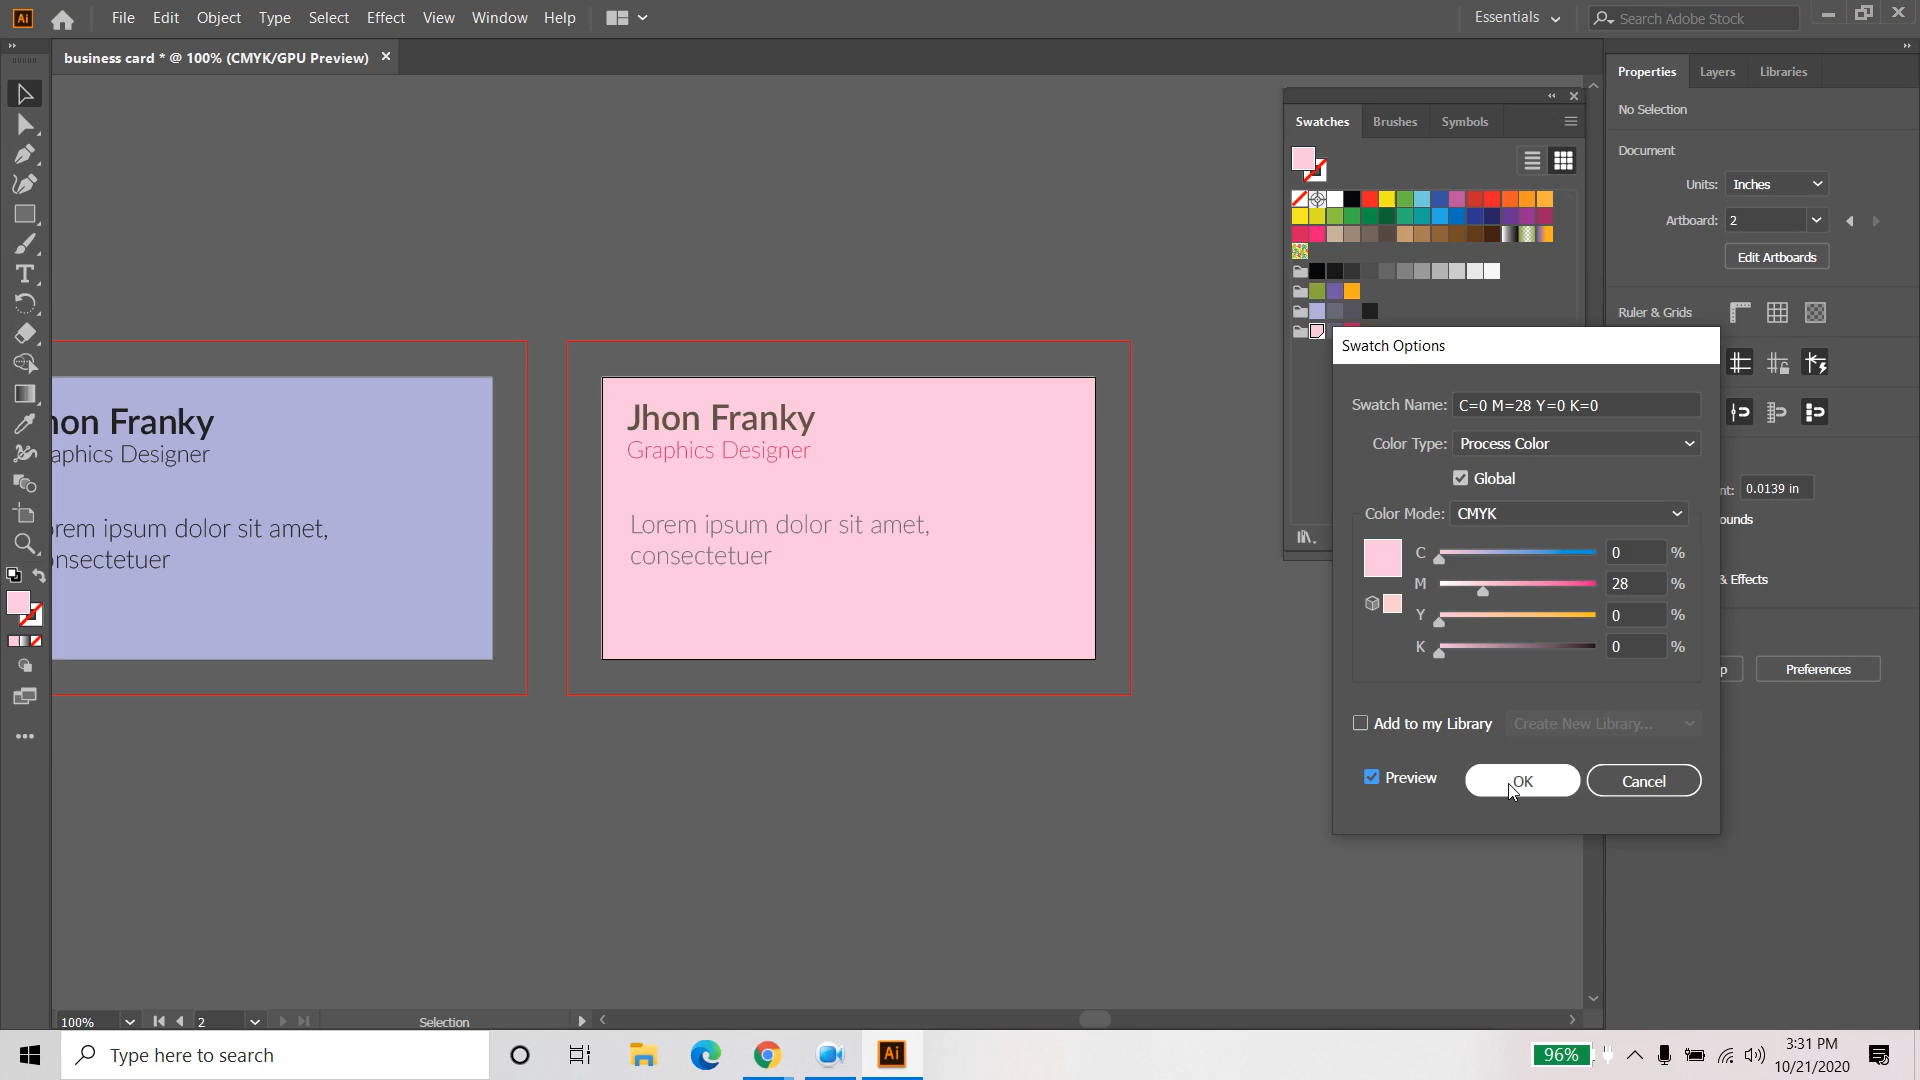 Ai File Edit Object Type Select Effect View Window Help Essentials Search Adobe Stock
business card * @ 100% (CMYK/GPU Preview) ×
Properties Layers Libraries
No Selection
Document
Units: Inches
Artboard: 2
Edit Artboards
Ruler & Grids
nt: 0.0139 in
ounds
& Effects
p Preferences
Swatches Brushes Symbols
hon Franky
aphics Designer
orem ipsum dolor sit amet,
onsectetuer
Jhon Franky
Graphics Designer
Lorem ipsum dolor sit amet,
consectetuer
Swatch Options
Swatch Name: C=0 M=28 Y=0 K=0
Color Type: Process Color
Global
Color Mode: CMYK
C 0 %
M 28 %
Y 0 %
K 0 %
Add to my Library Create New Library...
Preview OK Cancel
100% 2 Selection
Type here to search
Ai
96%
3:31 PM
10/21/2020